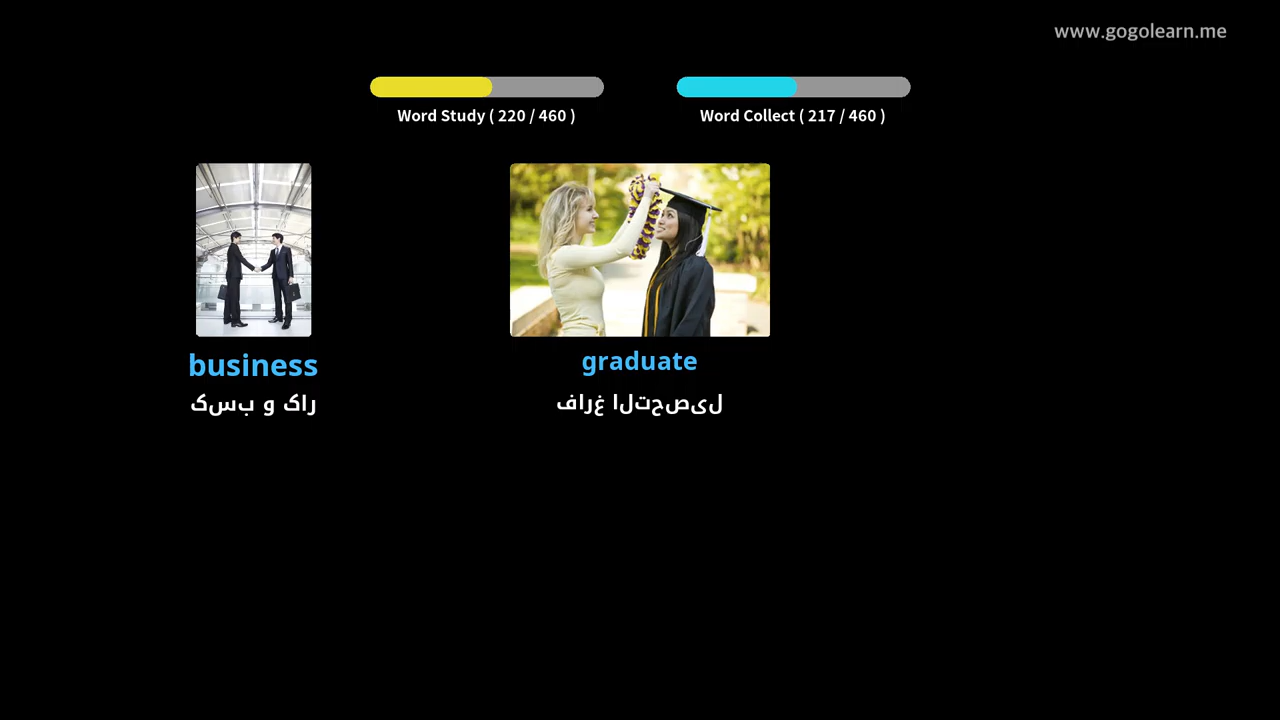 www.gogolearn.me
Word Study ( 220 / 460 )
Word Collect ( 217 / 460 )
business
کسب و کار
graduate
فارغ التحصیل